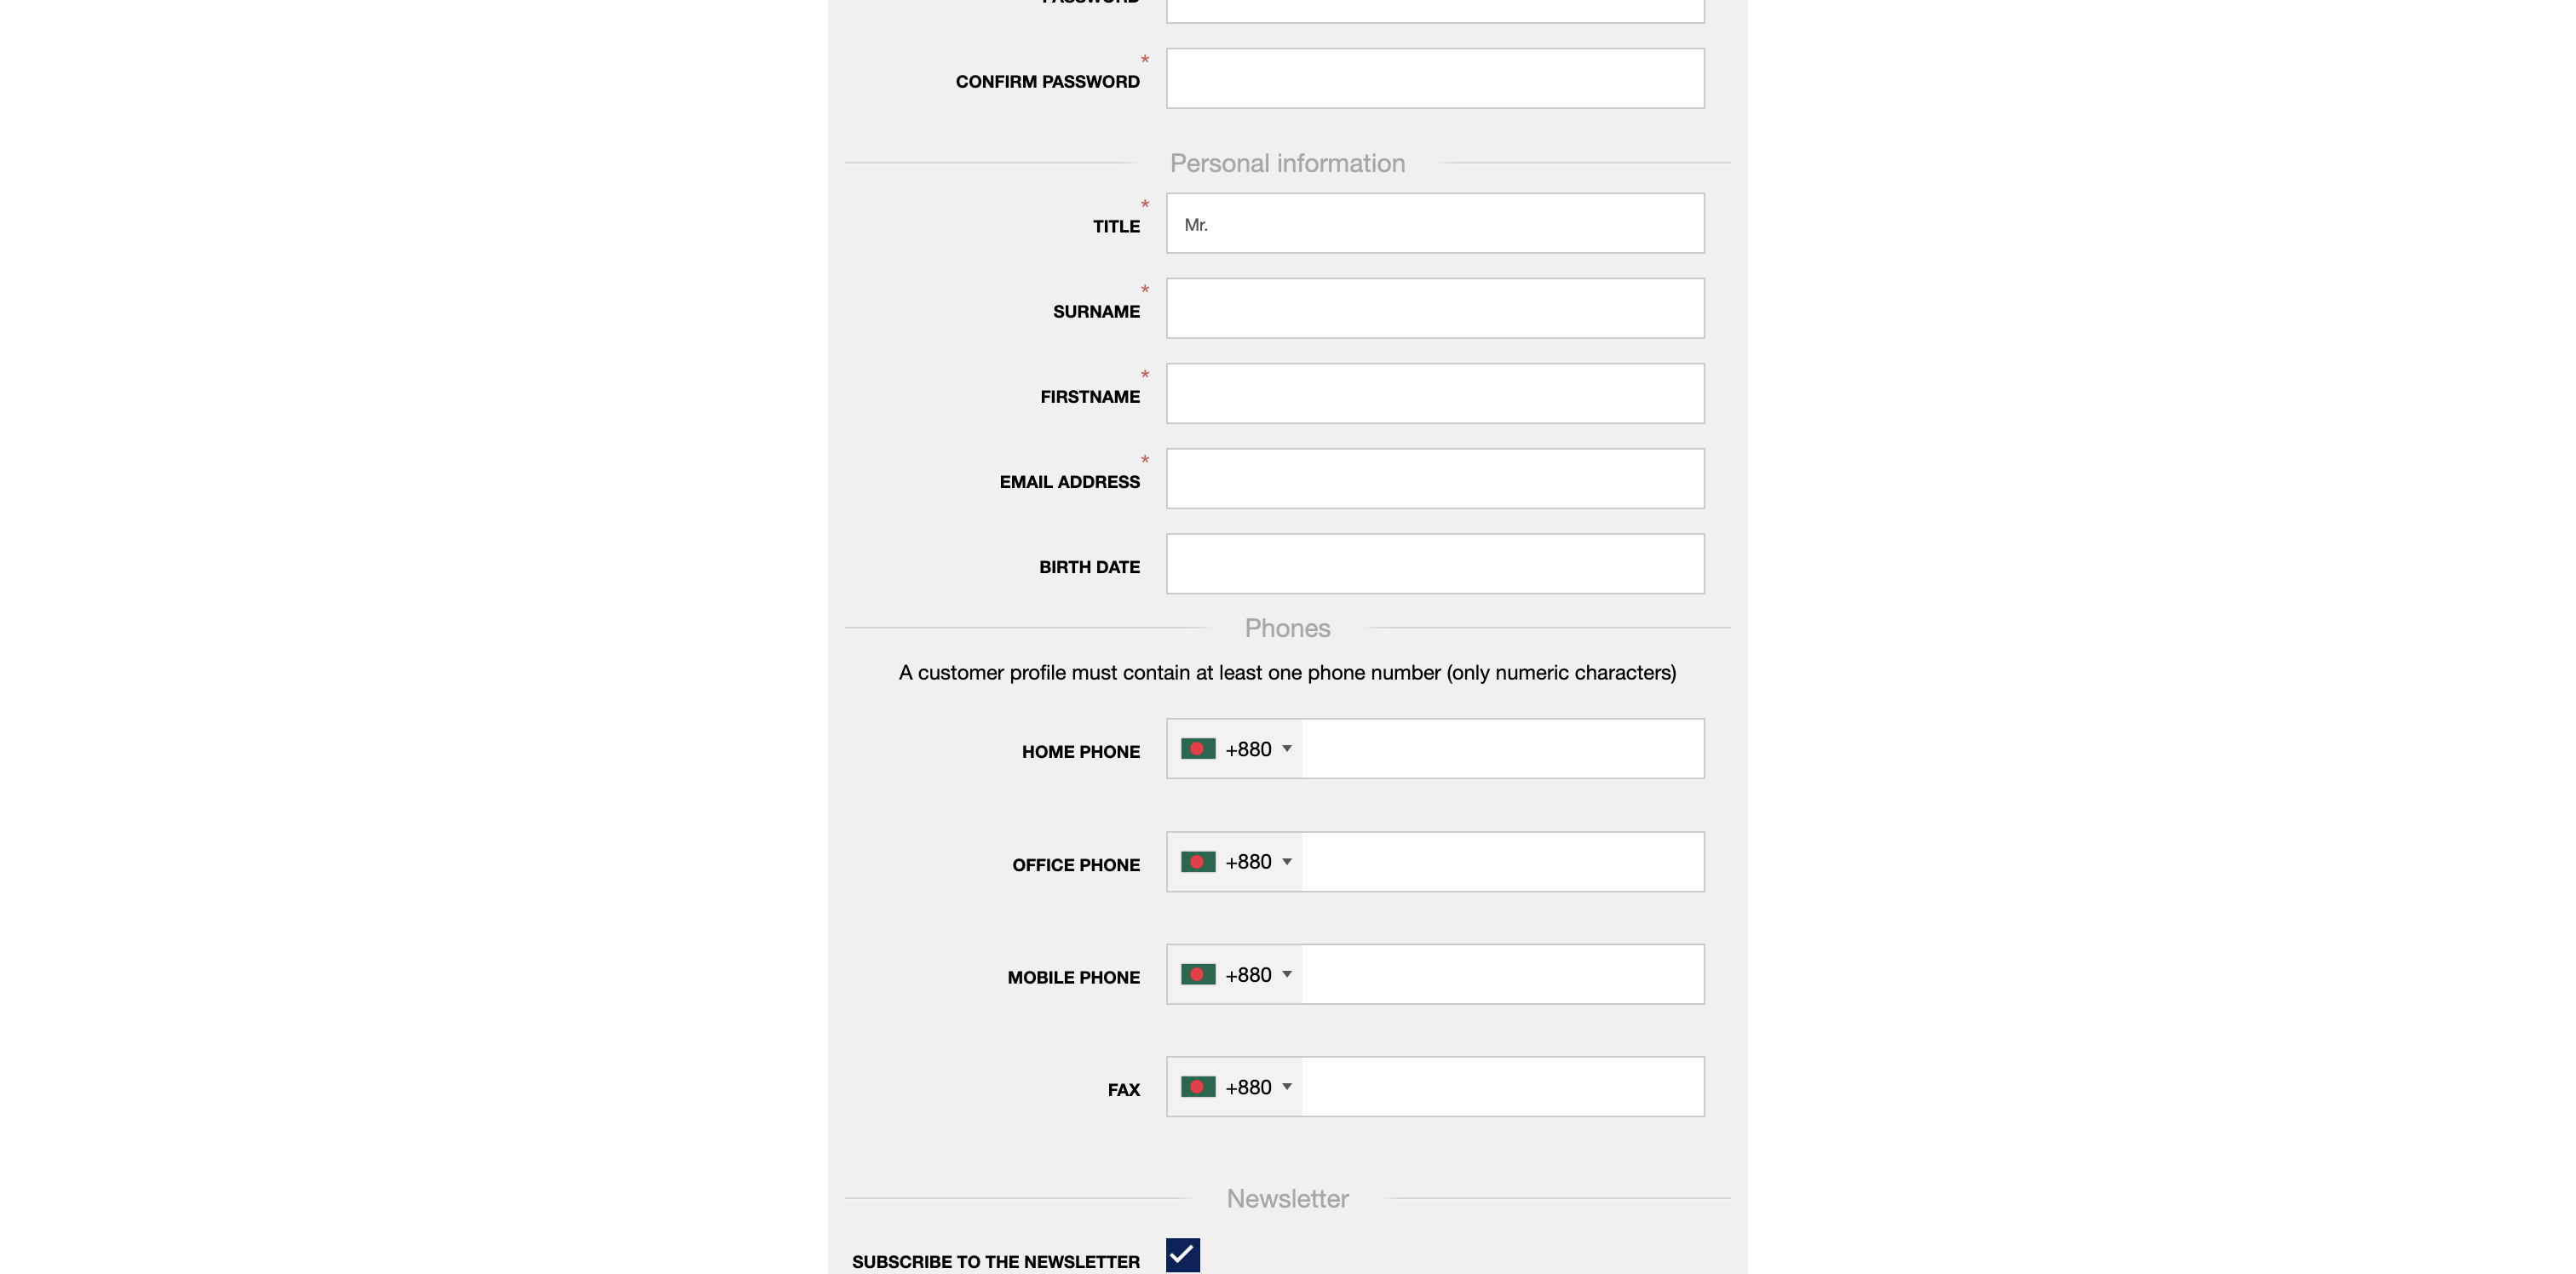 PASSWORD
*
CONFIRM PASSWORD
Personal information
*
TITLE Mr.
*
SURNAME
*
FIRSTNAME
*
EMAIL ADDRESS
BIRTH DATE
Phones
A customer profile must contain at least one phone number (only numeric characters)
HOME PHONE +880
OFFICE PHONE +880
MOBILE PHONE +880
FAX +880
Newsletter
SUBSCRIBE TO THE NEWSLETTER